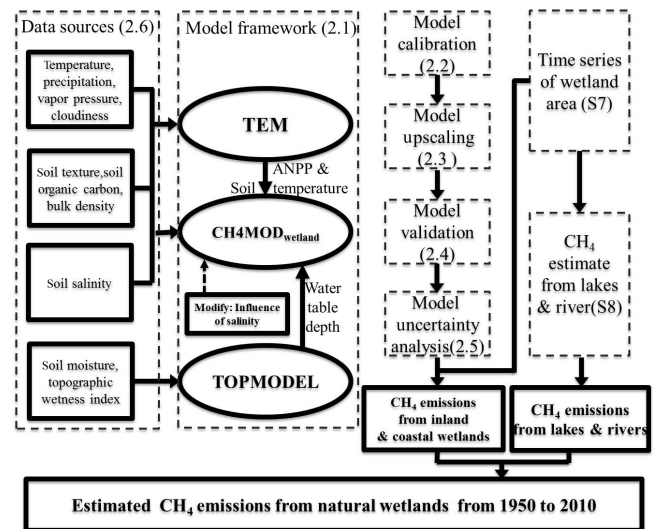 Data sources (2.6)
Temperature,
precipitation,
vapor pressure,
cloudiness
Soil texture,soil
organic carbon,
bulk density
Soil salinity
Soil moisture,
topographic
wetness index
Model framework (2.1)
TEM
ANPP &
Soil temperature
CH4MODwetland
Modify: Influence
of salinity
Water
table
depth
TOPMODEL
Model
calibration
(2.2)
Model
upscaling
(2.3 )
Model
validation
(2.4)
Model
uncertainty
analysis(2.5)
Time series
of wetland
area (S7)
CH4
estimate
from lakes
& river(S8)
CH4 emissions
from inland
& coastal wetlands
CH4 emissions
from lakes & rivers
Estimated CH4 emissions from natural wetlands from 1950 to 2010